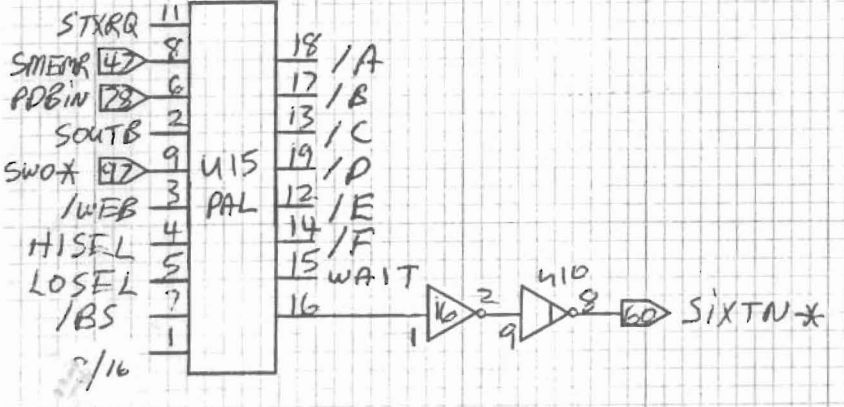 STXRQ 11
SMEMR 47 8
PDBIN 78 6
SOUTB 2
SWO* 97 9
/WEB 3
HISEL 4
LOSEL 5
/BS 7
1
/16
U15
PAL
18 /A
17 /B
13 /C
19 /D
12 /E
14 /F
15 WAIT
16
1 16 2
9 U10 8
60 SIXTN*